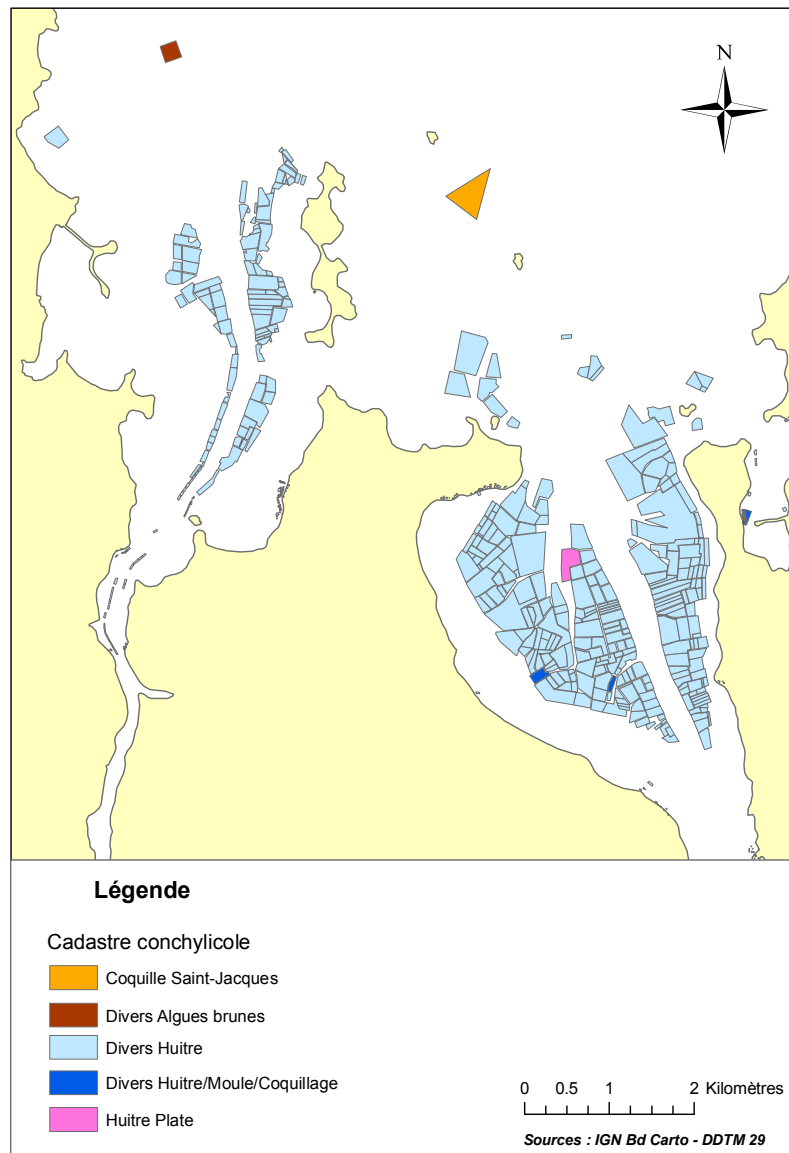 N
Légende
Cadastre conchylicole
Coquille Saint-Jacques
Divers Algues brunes
Divers Huitre
Divers Huitre/Moule/Coquillage
Huitre Plate
0 0.5 1 2 Kilomètres
Sources : IGN Bd Carto - DDTM 29